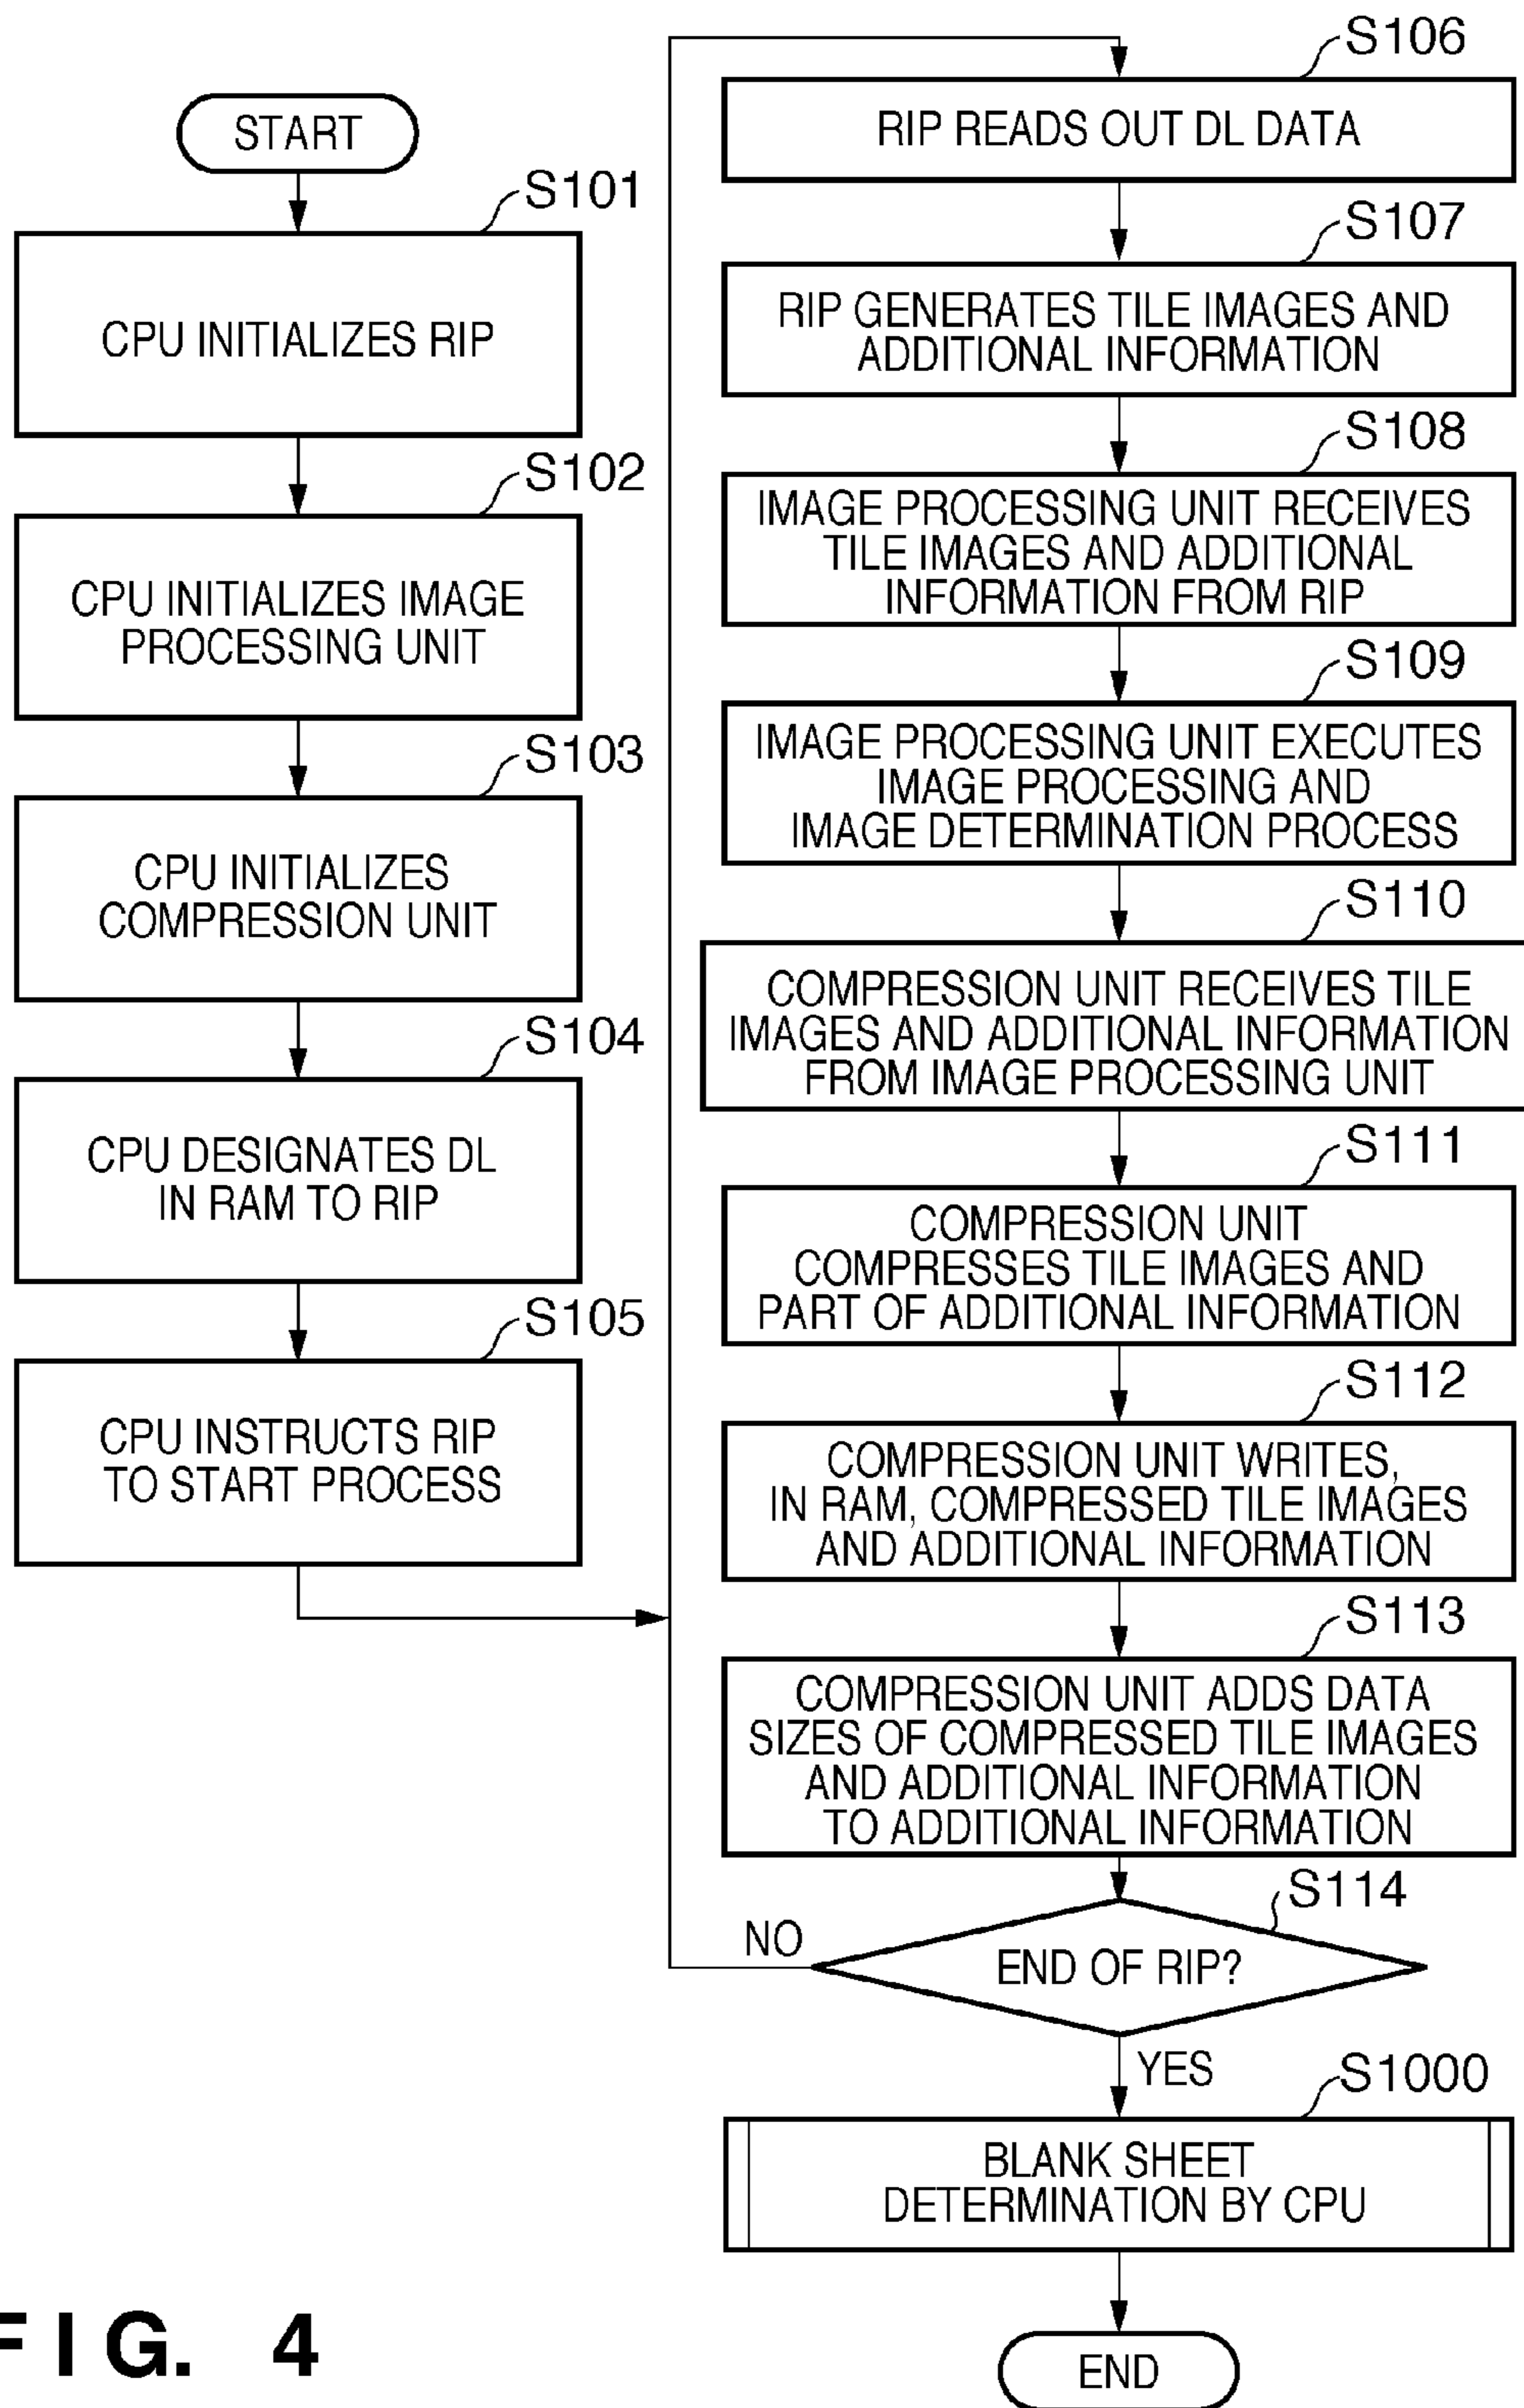 START
S101
CPU INITIALIZES RIP
S102
CPU INITIALIZES IMAGE
PROCESSING UNIT
S103
CPU INITIALIZES
COMPRESSION UNIT
S104
CPU DESIGNATES DL
IN RAM TO RIP
S105
CPU INSTRUCTS RIP
TO START PROCESS
S106
RIP READS OUT DL DATA
S107
RIP GENERATES TILE IMAGES AND
ADDITIONAL INFORMATION
S108
IMAGE PROCESSING UNIT RECEIVES
TILE IMAGES AND ADDITIONAL
INFORMATION FROM RIP
S109
IMAGE PROCESSING UNIT EXECUTES
IMAGE PROCESSING AND
IMAGE DETERMINATION PROCESS
S110
COMPRESSION UNIT RECEIVES TILE
IMAGES AND ADDITIONAL INFORMATION
FROM IMAGE PROCESSING UNIT
S111
COMPRESSION UNIT
COMPRESSES TILE IMAGES AND
PART OF ADDITIONAL INFORMATION
S112
COMPRESSION UNIT WRITES,
IN RAM, COMPRESSED TILE IMAGES
AND ADDITIONAL INFORMATION
S113
COMPRESSION UNIT ADDS DATA
SIZES OF COMPRESSED TILE IMAGES
AND ADDITIONAL INFORMATION
TO ADDITIONAL INFORMATION
S114
NO
END OF RIP?
YES
S1000
BLANK SHEET
DETERMINATION BY CPU
END
FIG. 4